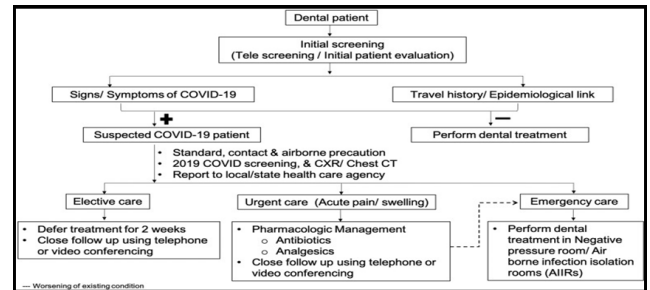 Dental patient
Initial screening
(Tele screening / Initial patient evaluation)
Signs/ Symptoms of COVID-19
Travel history/ Epidemiological link
+
−
Suspected COVID-19 patient
Perform dental treatment
• Standard, contact & airborne precaution
• 2019 COVID screening, & CXR/ Chest CT
• Report to local/state health care agency
Elective care
Urgent care (Acute pain/ swelling)
Emergency care
• Defer treatment for 2 weeks
• Close follow up using telephone
or video conferencing
• Pharmacologic Management
o Antibiotics
o Analgesics
• Close follow up using telephone or
video conferencing
• Perform dental
treatment in Negative
pressure room/ Air
borne infection isolation
rooms (AIIRs)
--- Worsening of existing condition